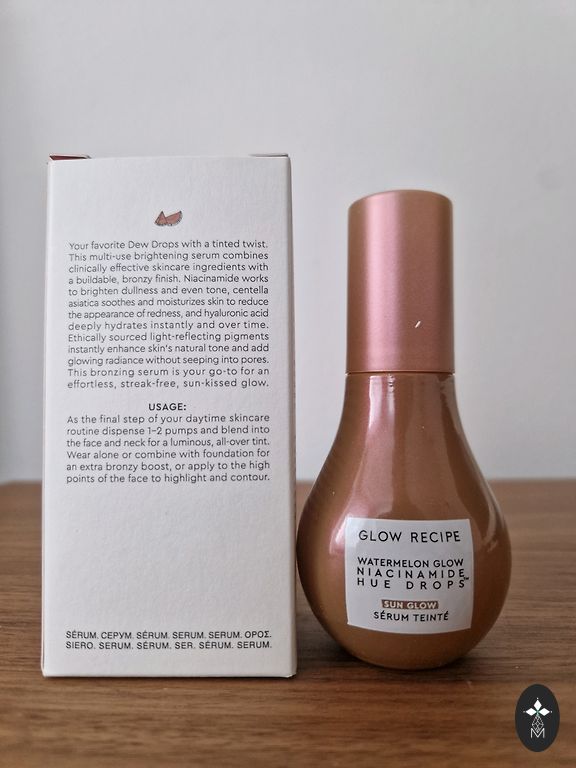 Your favorite Dew Drops with a tinted twist.
This multi-use brightening serum combines
clinically effective skincare ingredients with
a buildable, bronzy finish. Niacinamide works
to brighten dullness and even tone, centella
asiatica soothes and moisturizes skin to reduce
the appearance of redness, and hyaluronic acid
deeply hydrates instantly and over time.
Ethically sourced light-reflecting pigments
instantly enhance skin's natural tone and add
glowing radiance without seeping into pores.
This bronzing serum is your go-to for an
effortless, streak-free, sun-kissed glow.
USAGE:
As the final step of your daytime skincare
routine dispense 1–2 pumps and blend into
the face and neck for a luminous, all-over tint.
Wear alone or combine with foundation for
an extra bronzy boost, or apply to the high
points of the face to highlight and contour.
SÉRUM. СЕРУМ. SÉRUM. SERUM. SERUM. ΟΡΟΣ.
SIERO. SERUM. SÉRUM. SER. SÉRUM. SERUM.
GLOW RECIPE
WATERMELON GLOW
NIACINAMIDE
HUE DROPS™
SUN GLOW
SÉRUM TEINTÉ
M